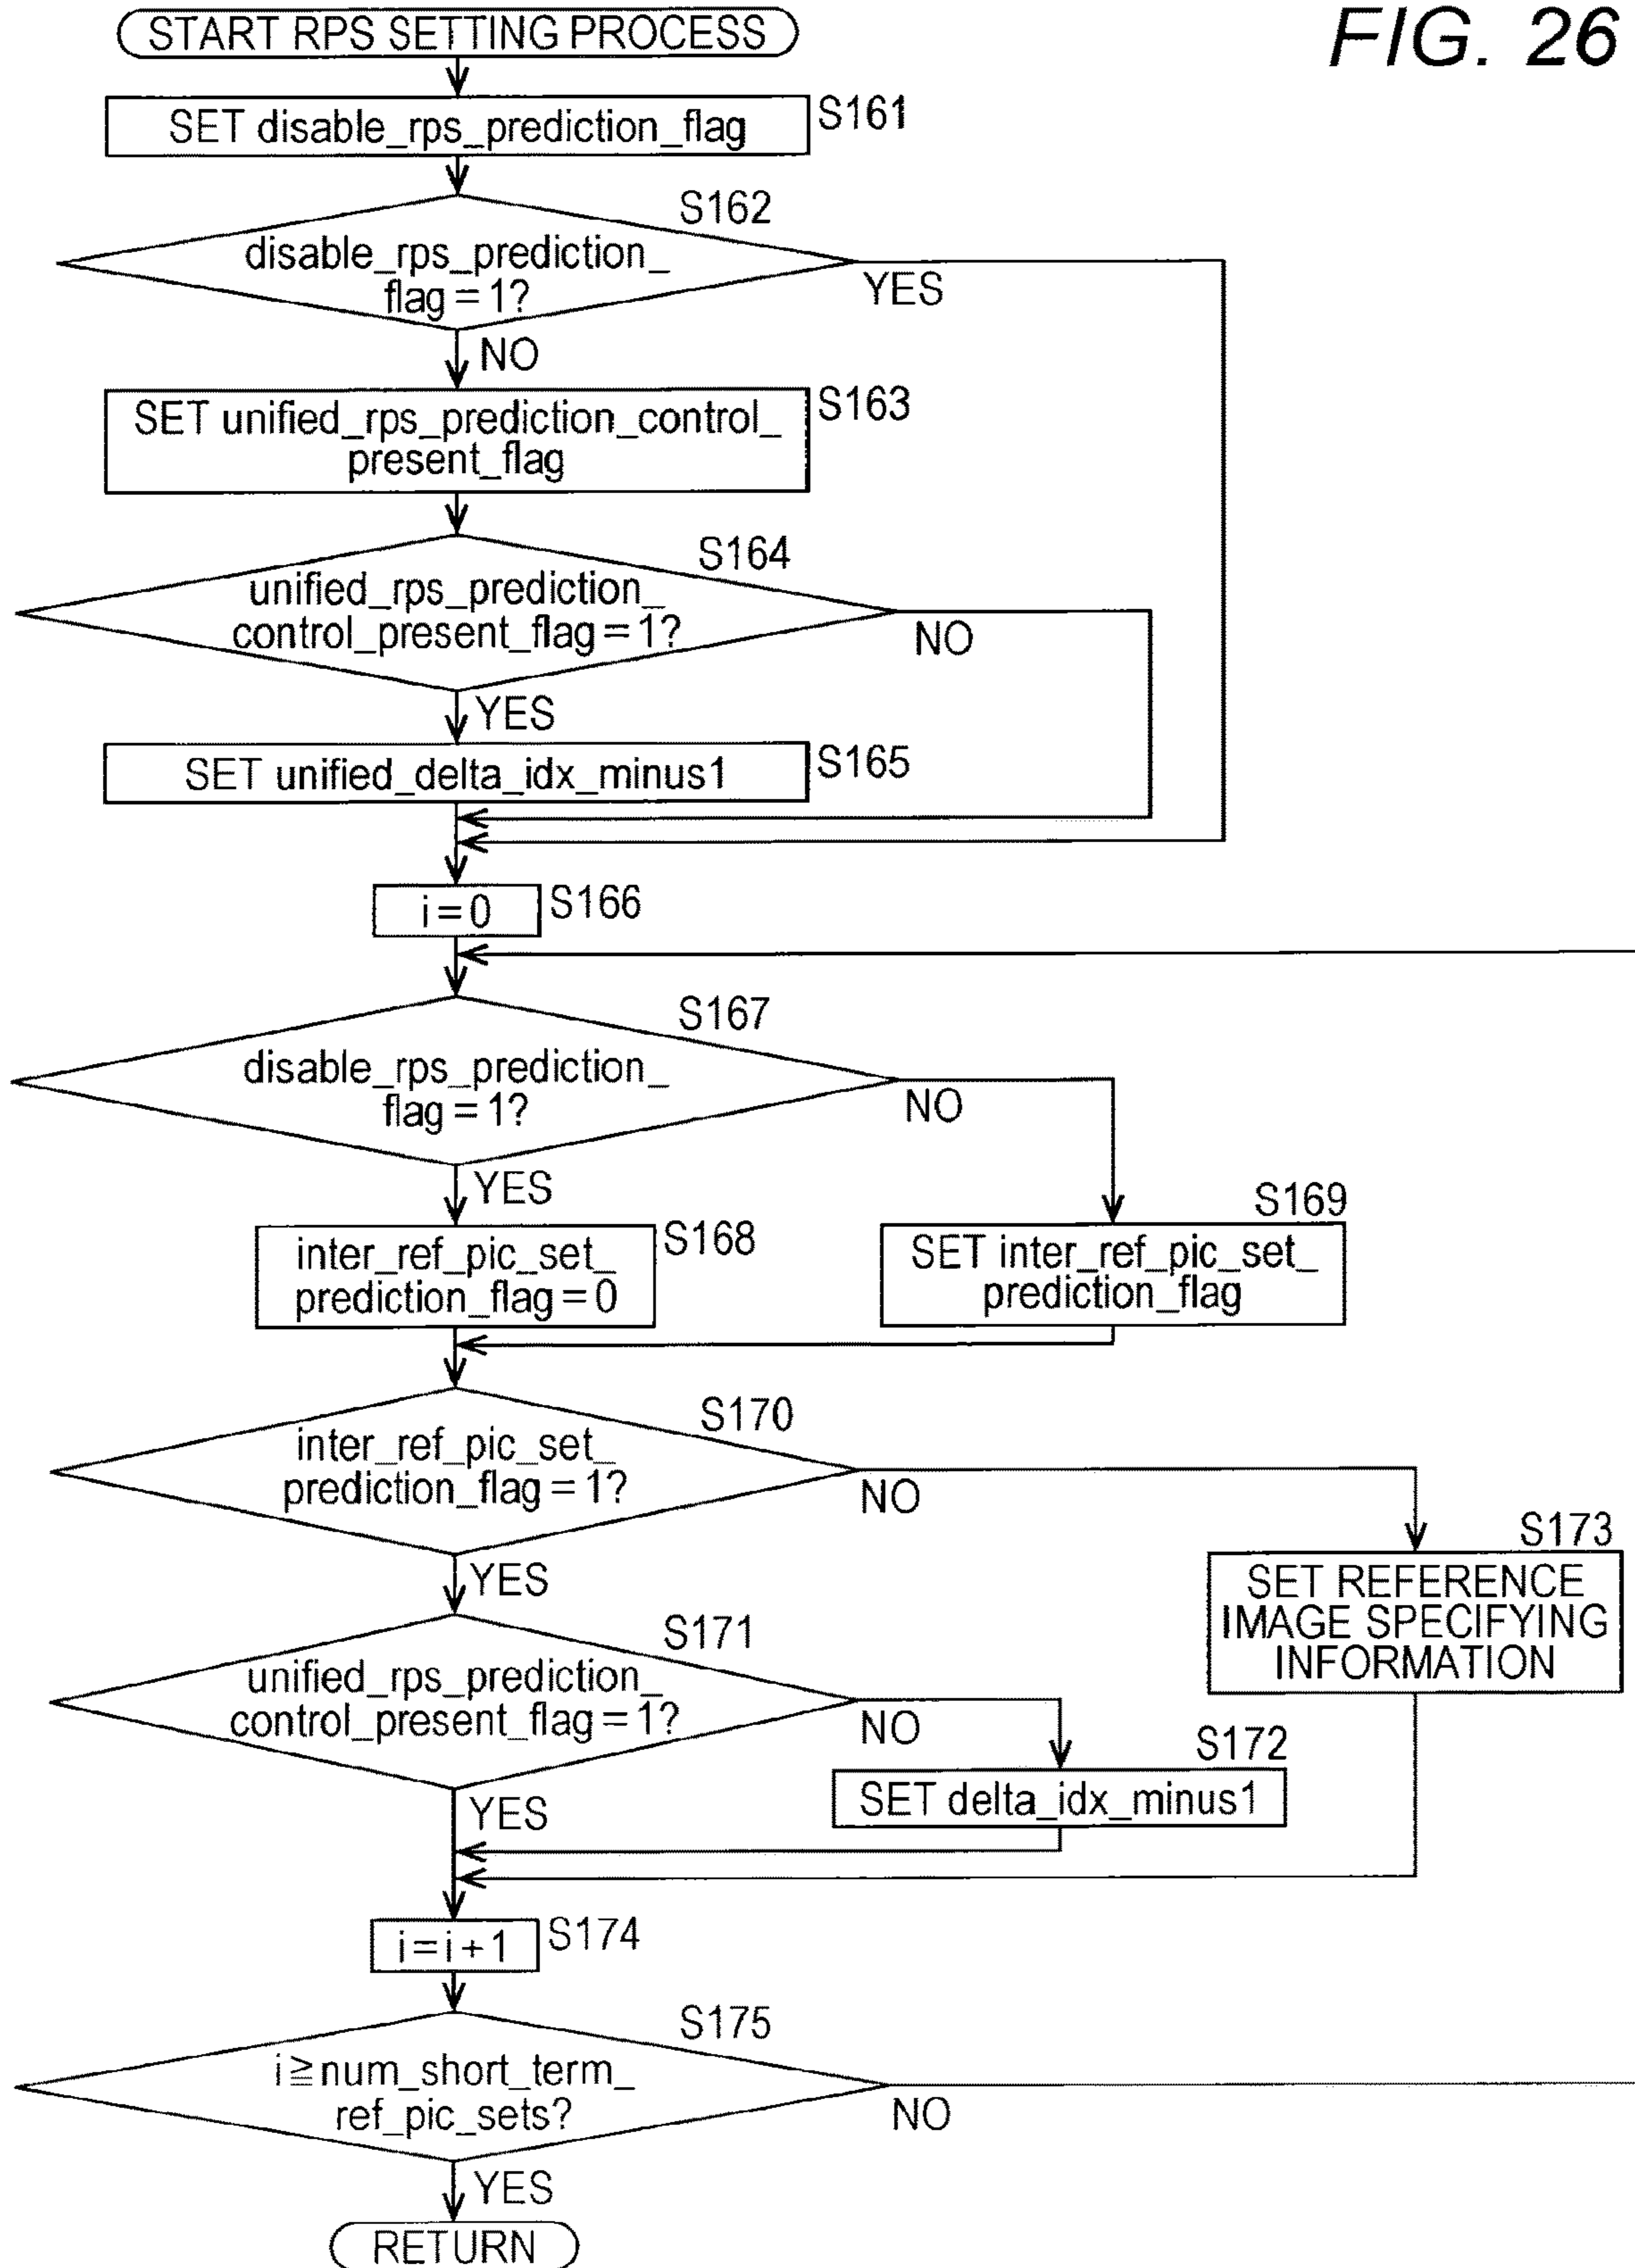 FIG. 26
START RPS SETTING PROCESS
SET disable_rps_prediction_flag
S161
S162
disable_rps_prediction_
flag = 1?
YES
NO
SET unified_rps_prediction_control_
present_flag
S163
S164
unified_rps_prediction_
control_present_flag = 1?
NO
YES
SET unified_delta_idx_minus1
S165
i = 0
S166
S167
disable_rps_prediction_
flag = 1?
NO
YES
inter_ref_pic_set_
prediction_flag = 0
S168
S169
SET inter_ref_pic_set_
prediction_flag
S170
inter_ref_pic_set_
prediction_flag = 1?
NO
YES
S173
SET REFERENCE
IMAGE SPECIFYING
INFORMATION
S171
unified_rps_prediction_
control_present_flag = 1?
NO
YES
S172
SET delta_idx_minus1
i = i + 1
S174
S175
i ≧ num_short_term_
ref_pic_sets?
NO
YES
RETURN